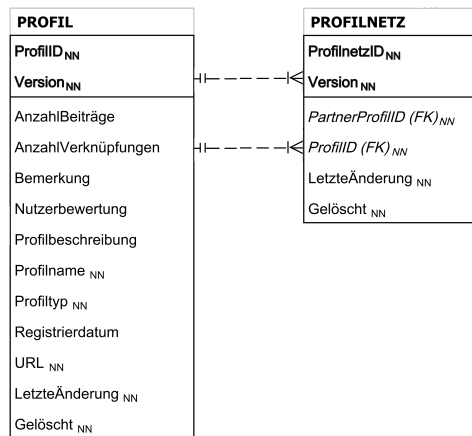 PROFIL
ProfilID NN
Version NN
AnzahlBeiträge
AnzahlVerknüpfungen
Bemerkung
Nutzerbewertung
Profilbeschreibung
Profilname NN
Profiltyp NN
Registrierdatum
URL NN
LetzteÄnderung NN
Gelöscht NN
PROFILNETZ
ProfilnetzID NN
Version NN
PartnerProfilID (FK) NN
ProfilID (FK) NN
LetzteÄnderung NN
Gelöscht NN